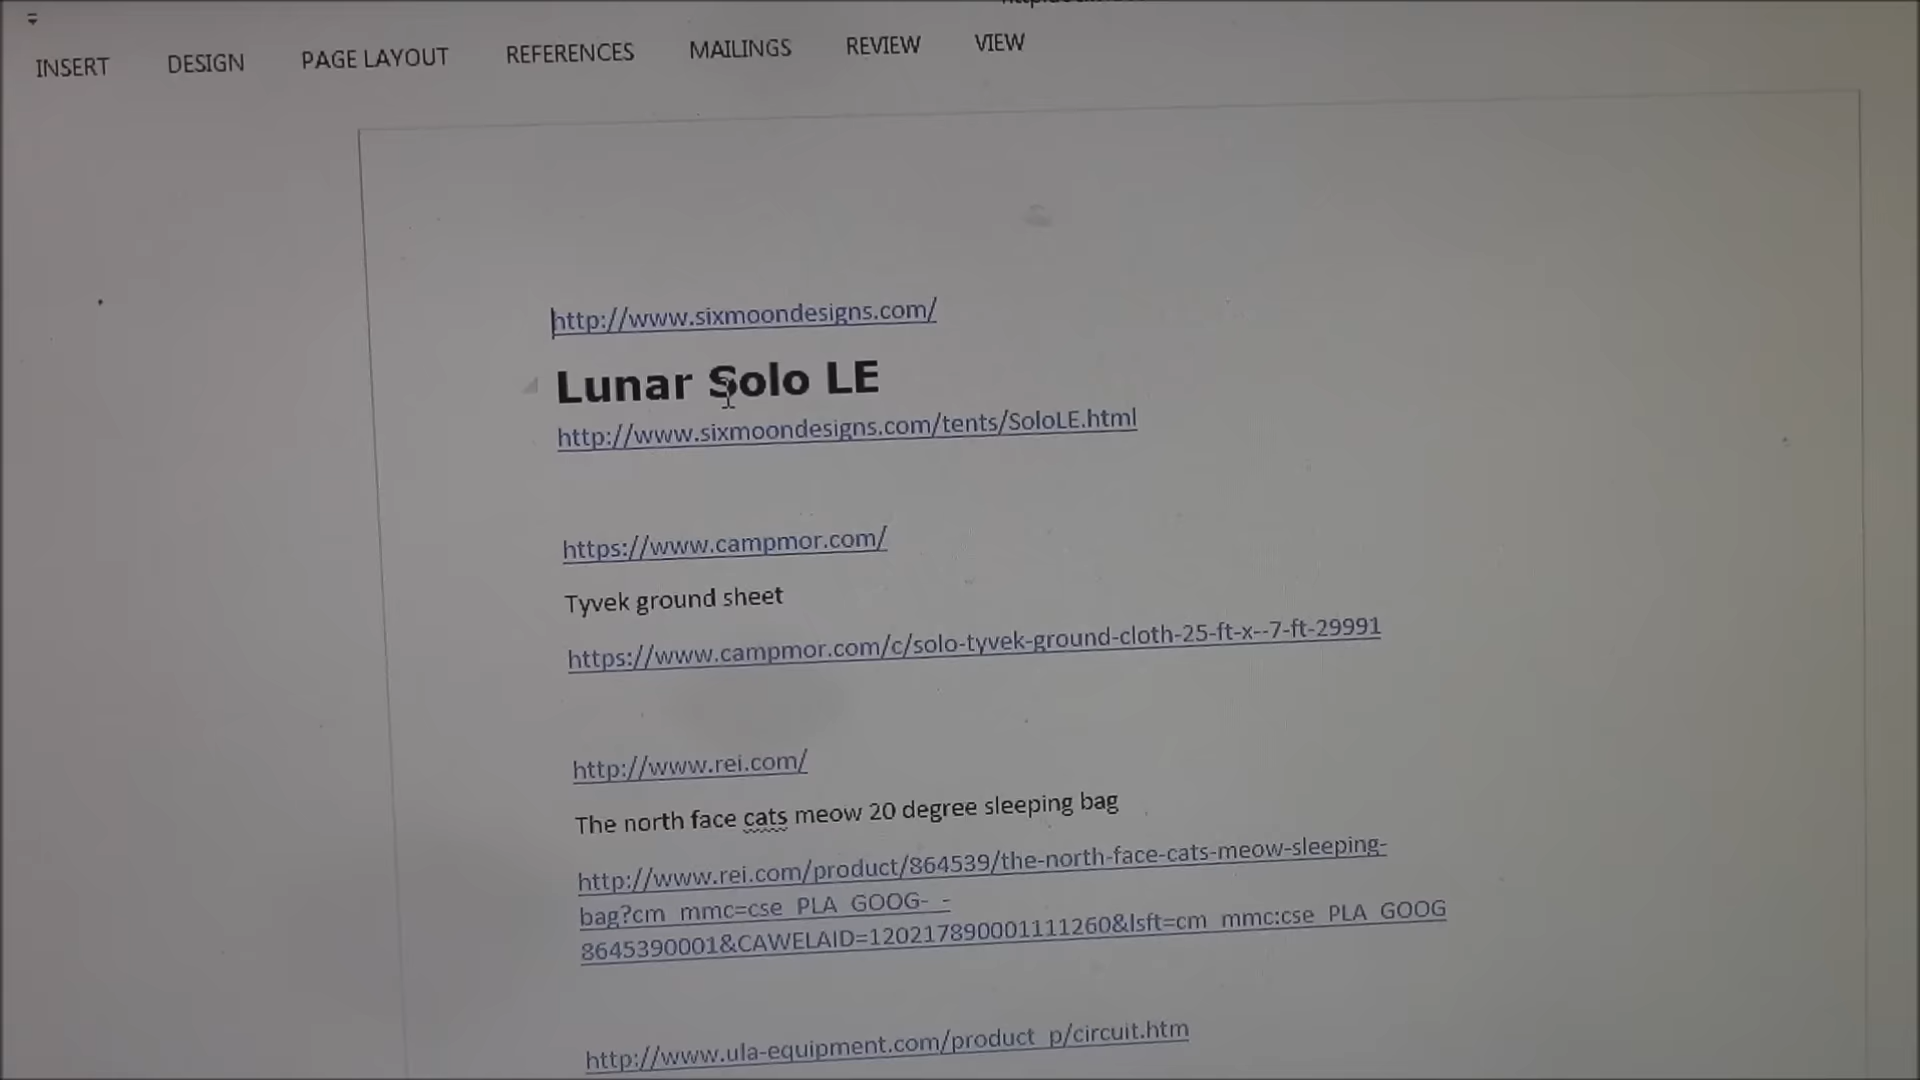 INSERT DESIGN PAGE LAYOUT REFERENCES MAILINGS REVIEW VIEW
http://www.sixmoondesigns.com/
Lunar Solo LE
http://www.sixmoondesigns.com/tents/SoloLE.html
https://www.campmor.com/
Tyvek ground sheet
https://www.campmor.com/c/solo-tyvek-ground-cloth-25-ft-x--7-ft-29991
http://www.rei.com/
The north face cats meow 20 degree sleeping bag
http://www.rei.com/product/864539/the-north-face-cats-meow-sleeping-
bag?cm_mmc=cse_PLA_GOOG-_-
8645390001&CAWELAID=120217890001111260&lsft=cm_mmc:cse_PLA_GOOG
http://www.ula-equipment.com/product_p/circuit.htm